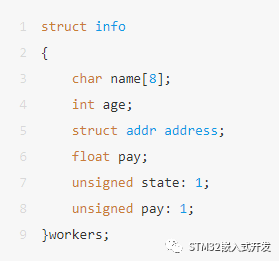 1 struct info
2 {
3 char name[8];
4 int age;
5 struct addr address;
6 float pay;
7 unsigned state: 1;
8 unsigned pay: 1;
9 }workers;
STM32嵌入式开发